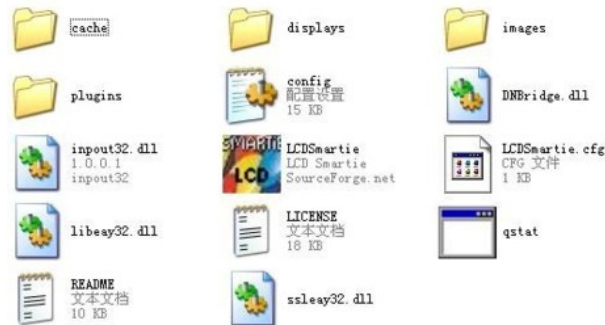 cache
displays
images
plugins
config
配置设置
15 KB
DNBridge.dll
inpout32.dll
1.0.0.1
inpout32
SMARTIE
LCD
LCDSmartie
LCD Smartie
SourceForge.net
LCDSmartie.cfg
CFG 文件
1 KB
libeay32.dll
LICENSE
文本文档
18 KB
qstat
README
文本文档
10 KB
ssleay32.dll